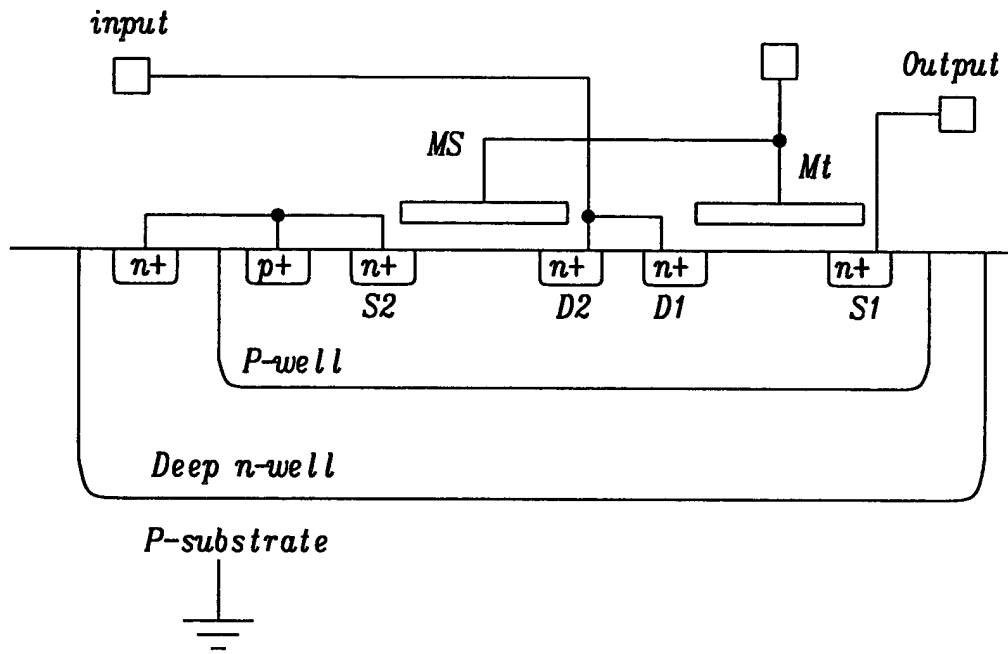 input
Output
MS
Mt
n+
p+
n+
n+
n+
n+
S2
D2
D1
S1
P-well
Deep n-well
P-substrate